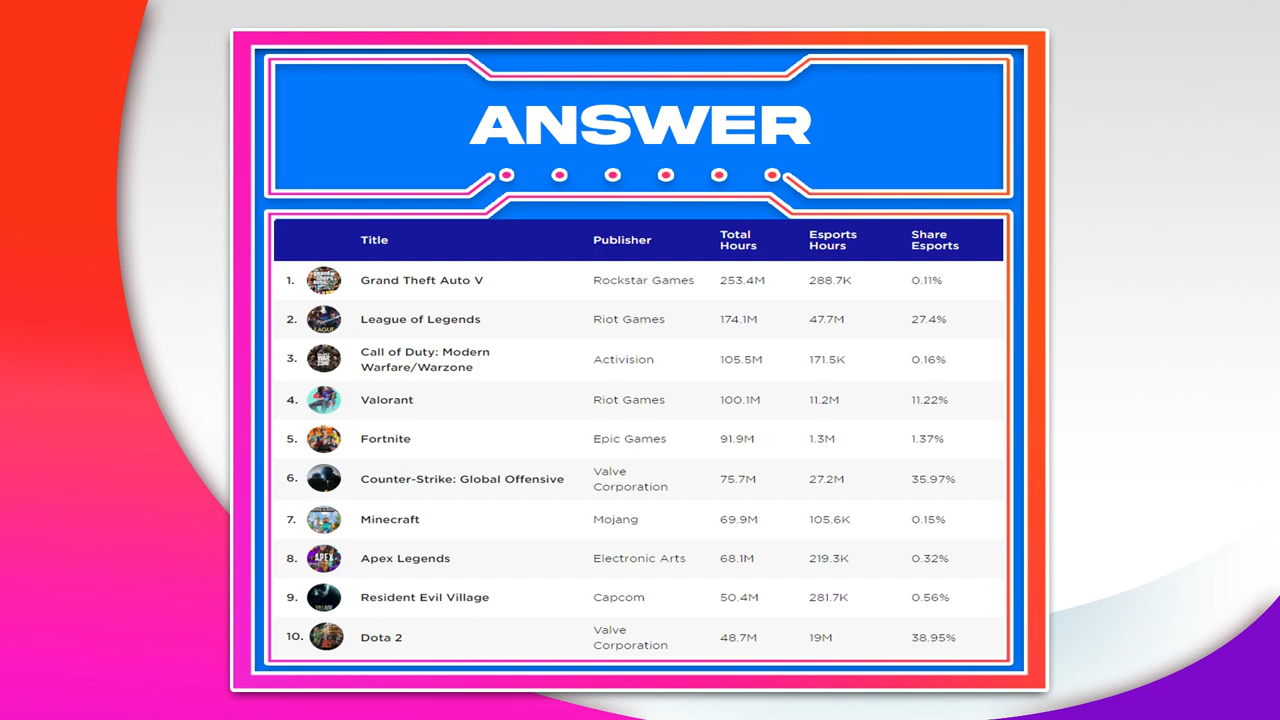 ANSWER
Title Publisher Total Hours Esports Hours Share Esports
1. Grand Theft Auto V Rockstar Games 253.4M 288.7K 0.11%
2. League of Legends Riot Games 174.1M 47.7M 27.4%
3. Call of Duty: Modern Warfare/Warzone Activision 105.5M 171.5K 0.16%
4. Valorant Riot Games 100.1M 11.2M 11.22%
5. Fortnite Epic Games 91.9M 1.3M 1.37%
6. Counter-Strike: Global Offensive Valve Corporation 75.7M 27.2M 35.97%
7. Minecraft Mojang 69.9M 105.6K 0.15%
8. Apex Legends Electronic Arts 68.1M 219.3K 0.32%
9. Resident Evil Village Capcom 50.4M 281.7K 0.56%
10. Dota 2 Valve Corporation 48.7M 19M 38.95%